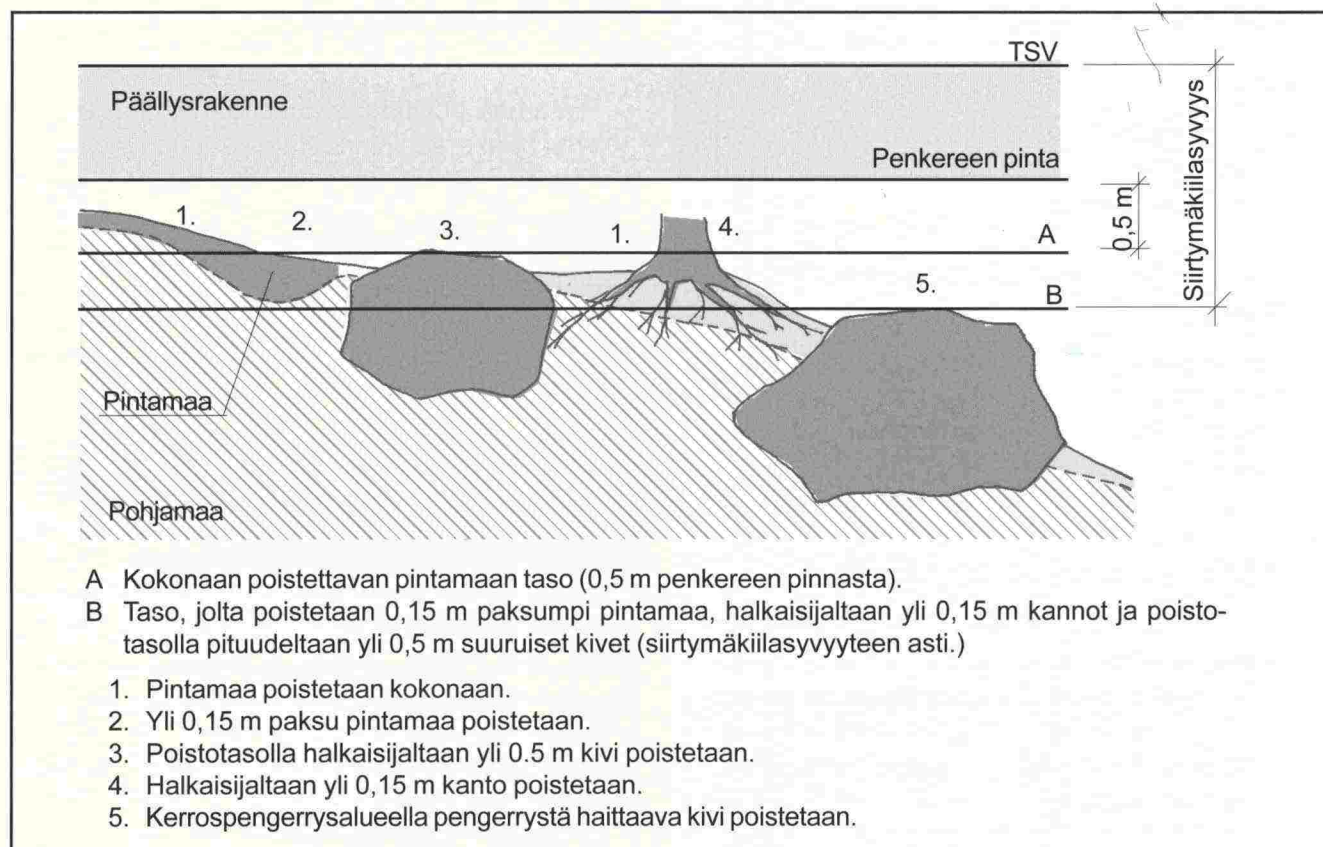 TSV
Päällysrakenne
Siirtymäkiilasyvyys
Penkereen pinta
0,5 m
1.
2.
3.
1.
4.
A
5.
B
Pintamaa
Pohjamaa
A Kokonaan poistettavan pintamaan taso (0,5 m penkereen pinnasta).
B Taso, jolta poistetaan 0,15 m paksumpi pintamaa, halkaisijaltaan yli 0,15 m kannot ja poisto-
tasolla pituudeltaan yli 0,5 m suuruiset kivet (siirtymäkiilasyvyyteen asti.)
1. Pintamaa poistetaan kokonaan.
2. Yli 0,15 m paksu pintamaa poistetaan.
3. Poistotasolla halkaisijaltaan yli 0.5 m kivi poistetaan.
4. Halkaisijaltaan yli 0,15 m kanto poistetaan.
5. Kerrospengerrysalueella pengerrystä haittaava kivi poistetaan.